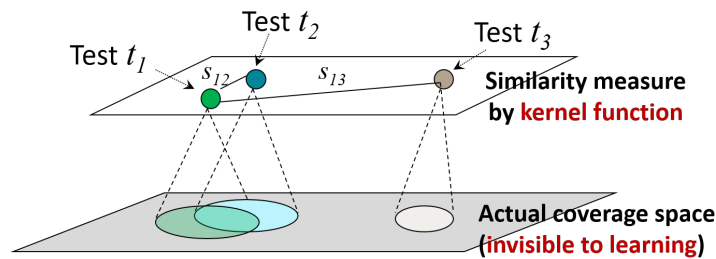 Test t2
Test t1
Test t3
s12
s13
Similarity measure
by kernel function
Actual coverage space
(invisible to learning)